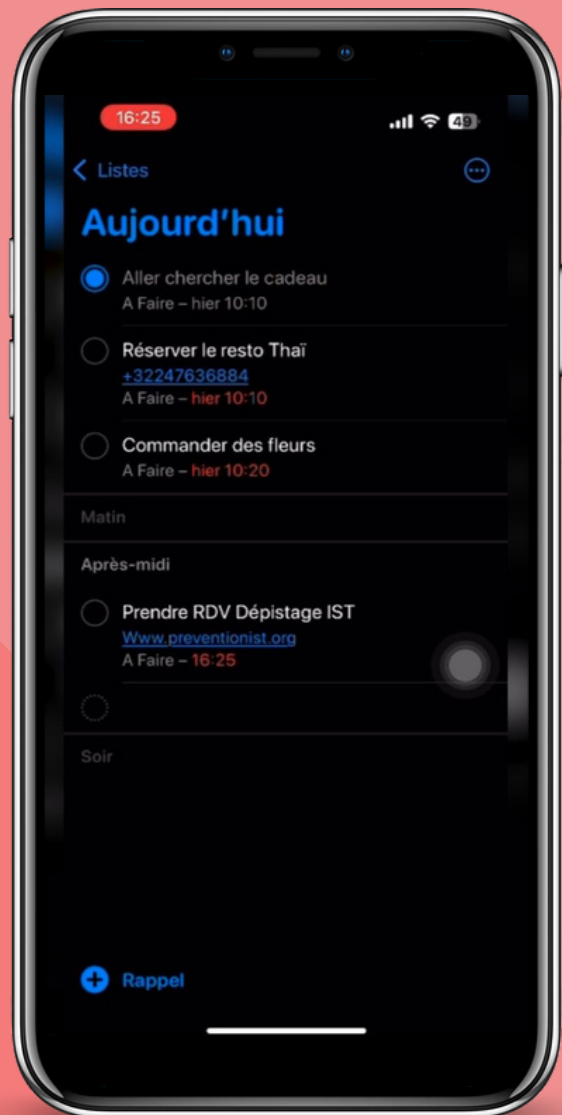 16:25
49
Listes
Aujourd'hui
Aller chercher le cadeau
A Faire – hier 10:10
Réserver le resto Thaï
+32247636884
A Faire – hier 10:10
Commander des fleurs
A Faire – hier 10:20
Matin
Après-midi
Prendre RDV Dépistage IST
Www.preventionist.org
A Faire – 16:25
Soir
Rappel